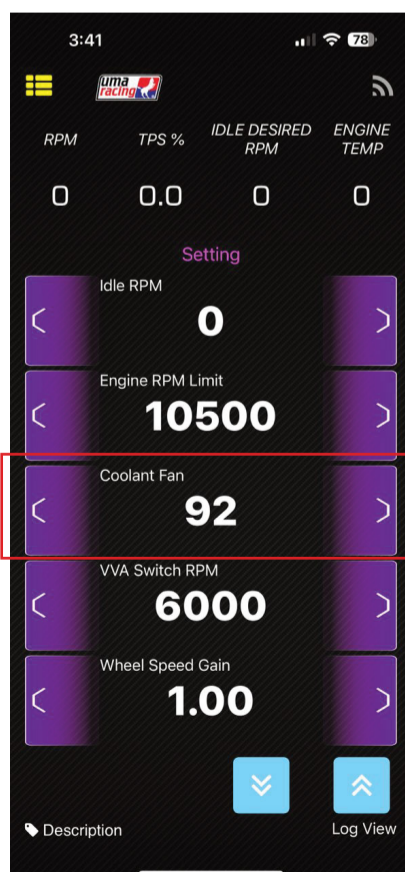 3:41
78
uma
racing
RPM
TPS %
IDLE DESIRED
RPM
ENGINE
TEMP
0
0.0
0
0
Setting
Idle RPM
0
Engine RPM Limit
10500
Coolant Fan
92
VVA Switch RPM
6000
Wheel Speed Gain
1.00
Description
Log View